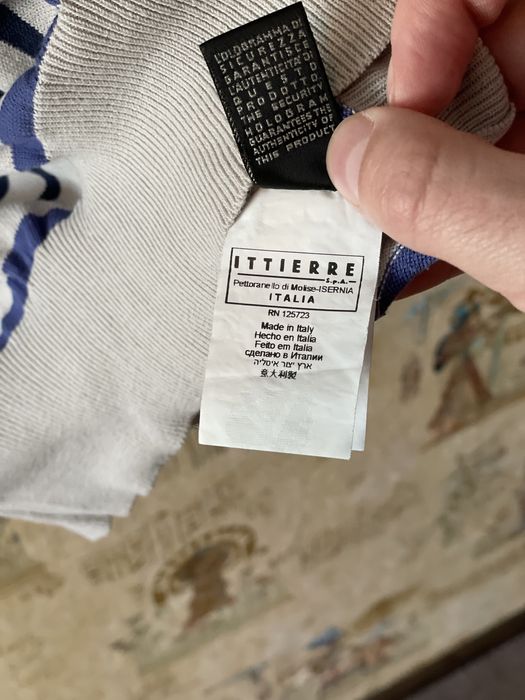 L'OLOGRAMMA DI
SICUREZZA
GARANTISCE
L'AUTENTICITA' DI
QUESTO
PRODOTTO.
THE SECURITY
HOLOGRAM
GUARANTEES THE
AUTHENTICITY OF
THIS PRODUCT
ITTIERRE
S.p.A.
Pettoranello di Molise-ISERNIA
ITALIA
RN 125723
Made in Italy
Hecho en Italia
Feito em Italia
сделано в Италии
ארץ ייצור איטליה
意大利製